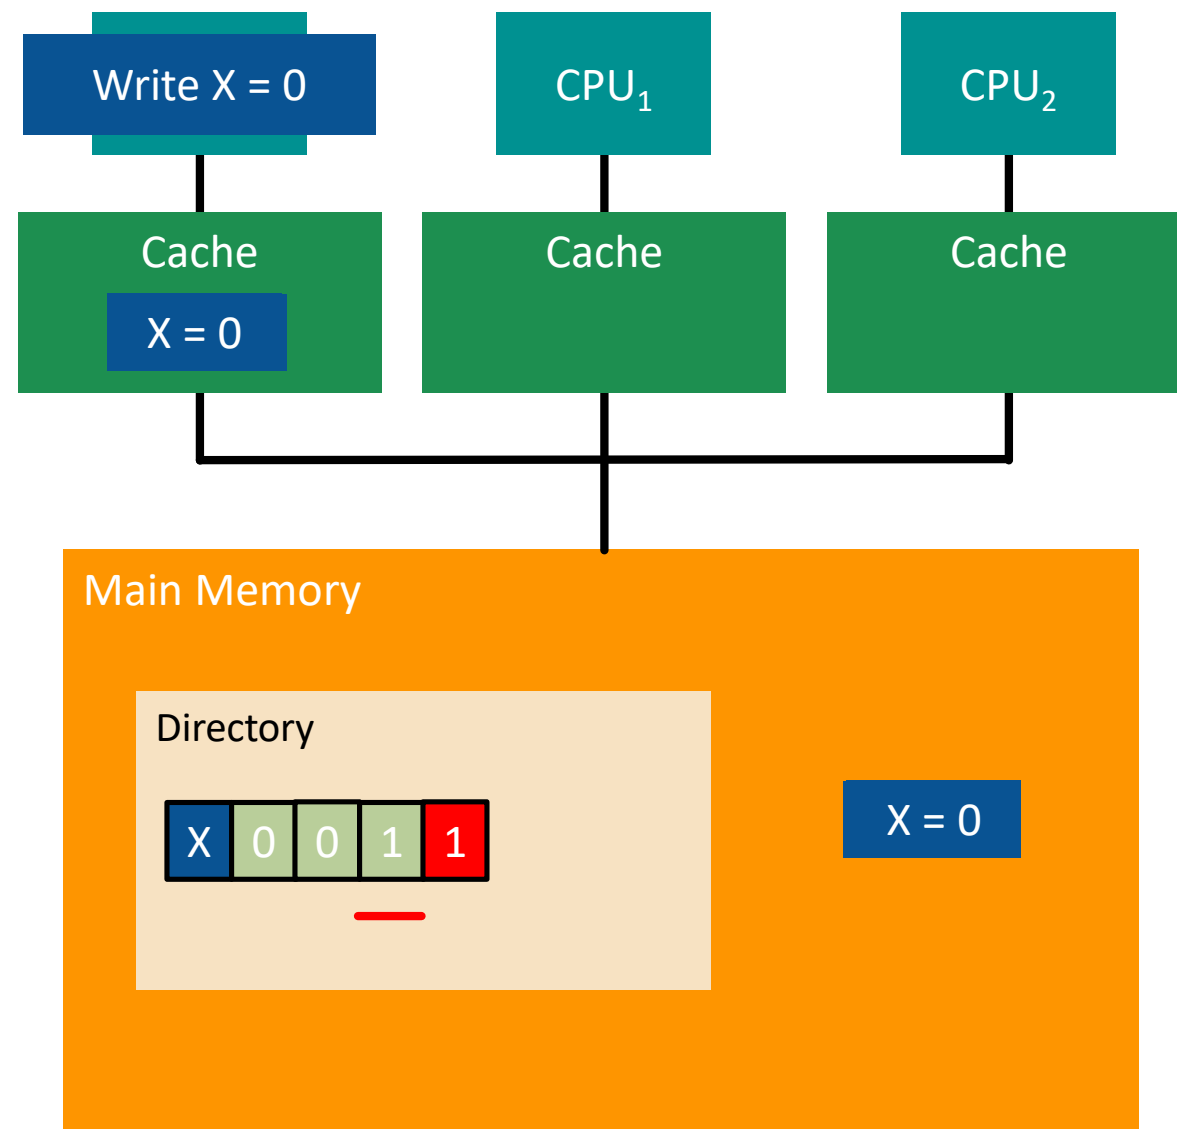 Write X = 0
CPU₁
CPU₂
Cache
Cache
Cache
X = 0
Main Memory
Directory
X 0 0 1 1
X = 0